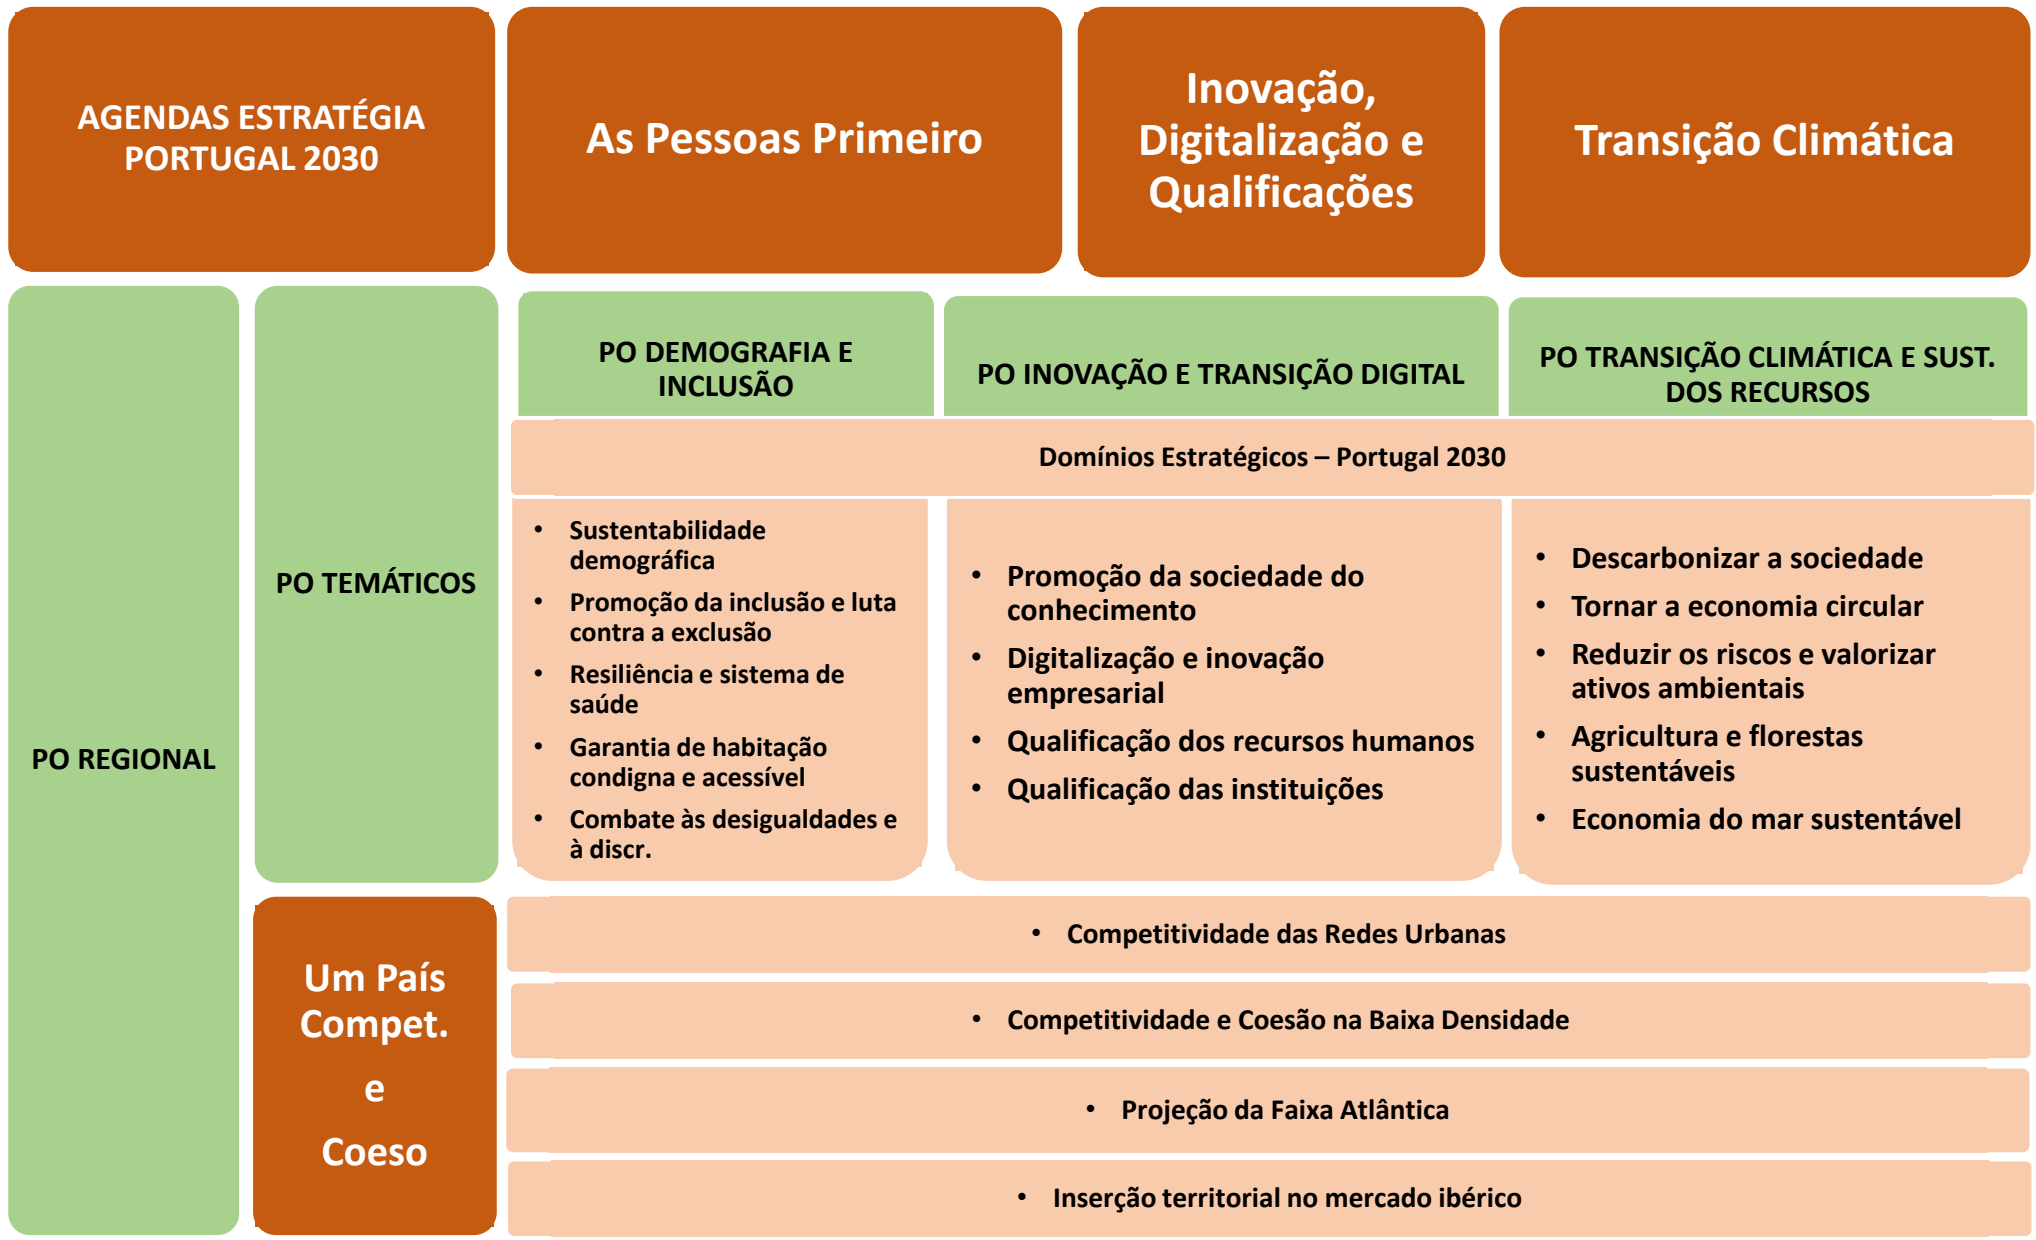 AGENDAS ESTRATÉGIA
PORTUGAL 2030
As Pessoas Primeiro
Inovação,
Digitalização e
Qualificações
Transição Climática
PO REGIONAL
PO TEMÁTICOS
PO DEMOGRAFIA E
INCLUSÃO
PO INOVAÇÃO E TRANSIÇÃO DIGITAL
PO TRANSIÇÃO CLIMÁTICA E SUST.
DOS RECURSOS
Domínios Estratégicos – Portugal 2030
• Sustentabilidade
demográfica
• Promoção da inclusão e luta
contra a exclusão
• Resiliência e sistema de
saúde
• Garantia de habitação
condigna e acessível
• Combate às desigualdades e
à discr.
• Promoção da sociedade do
conhecimento
• Digitalização e inovação
empresarial
• Qualificação dos recursos humanos
• Qualificação das instituições
• Descarbonizar a sociedade
• Tornar a economia circular
• Reduzir os riscos e valorizar
ativos ambientais
• Agricultura e florestas
sustentáveis
• Economia do mar sustentável
Um País
Compet.
e
Coeso
• Competitividade das Redes Urbanas
• Competitividade e Coesão na Baixa Densidade
• Projeção da Faixa Atlântica
• Inserção territorial no mercado ibérico